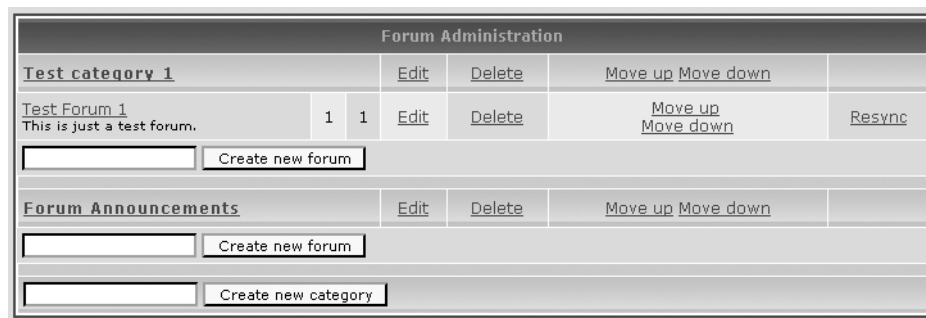 Forum Administration
Test category 1 Edit Delete Move up Move down
Test Forum 1 1 1 Edit Delete Move up Resync
This is just a test forum. Move down
Create new forum
Forum Announcements Edit Delete Move up Move down
Create new forum
Create new category